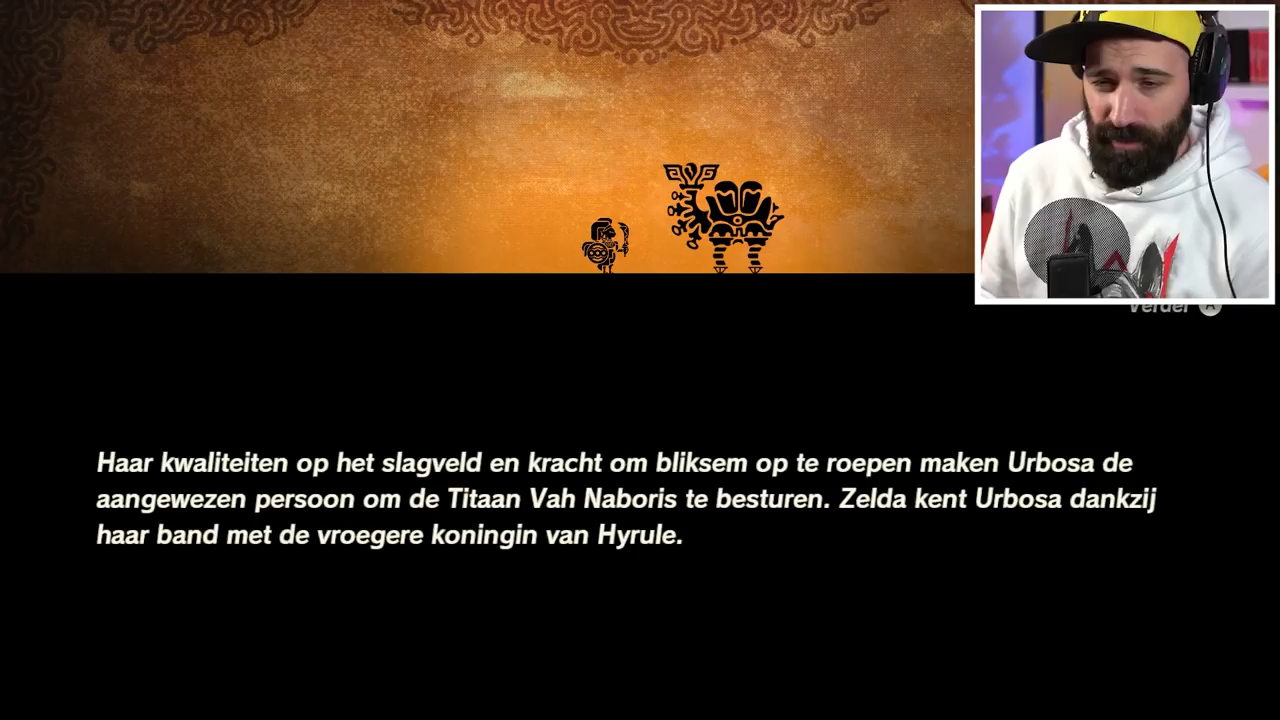 Verder A
Haar kwaliteiten op het slagveld en kracht om bliksem op te roepen maken Urbosa de
aangewezen persoon om de Titaan Vah Naboris te besturen. Zelda kent Urbosa dankzij
haar band met de vroegere koningin van Hyrule.